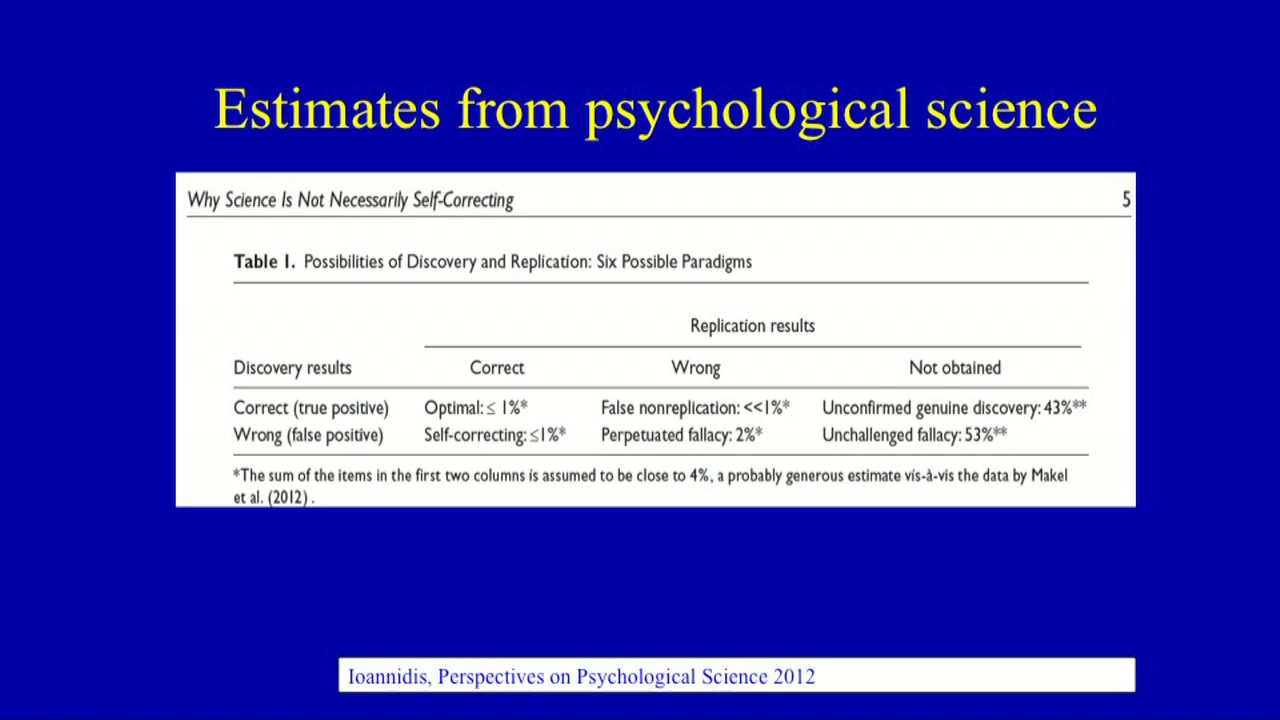 Estimates from psychological science
Why Science Is Not Necessarily Self-Correcting 5
Table I. Possibilities of Discovery and Replication: Six Possible Paradigms
Replication results
Discovery results Correct Wrong Not obtained
Correct (true positive) Optimal: ≤ 1%* False nonreplication: <<1%* Unconfirmed genuine discovery: 43%**
Wrong (false positive) Self-correcting: ≤1%* Perpetuated fallacy: 2%* Unchallenged fallacy: 53%**
*The sum of the items in the first two columns is assumed to be close to 4%, a probably generous estimate vis-à-vis the data by Makel
et al. (2012).
Ioannidis, Perspectives on Psychological Science 2012